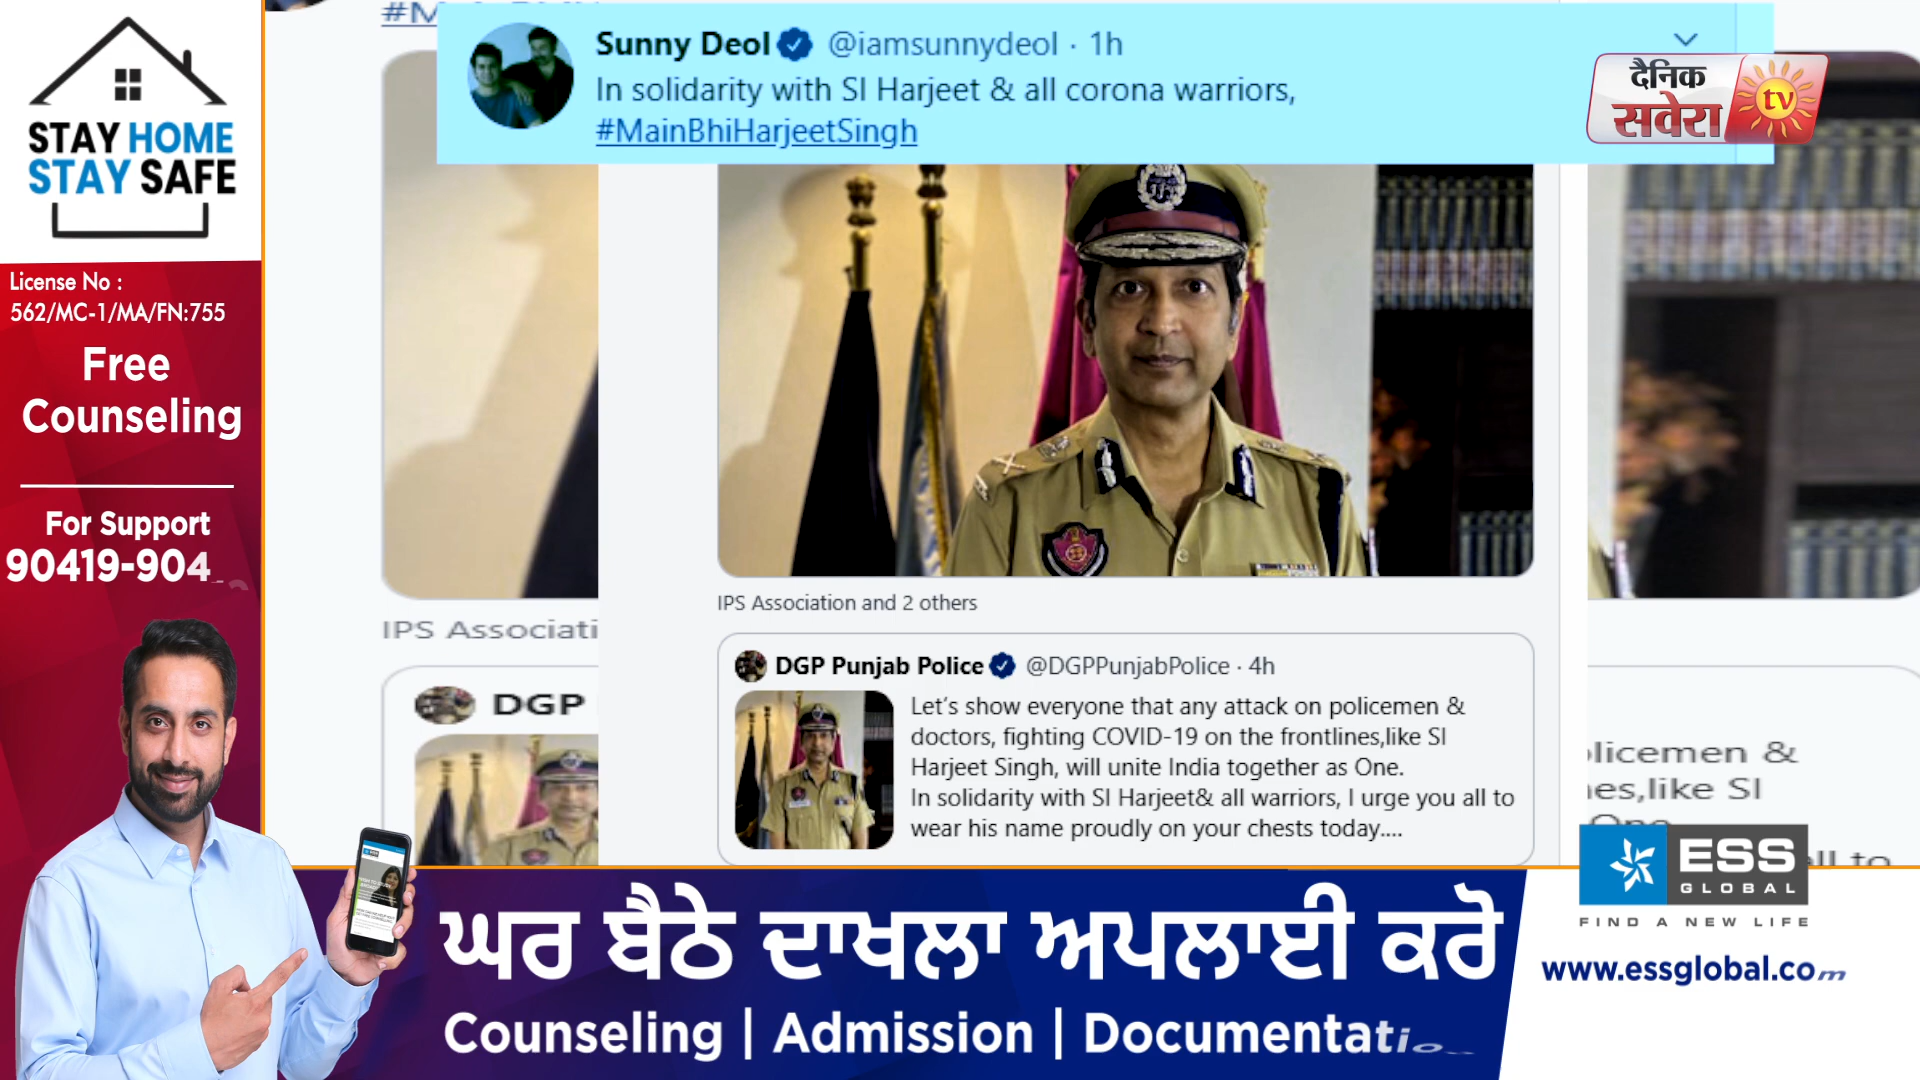 STAY HOME
STAY SAFE
License No :
562/MC-1/MA/FN:755
Free
Counseling
For Support
90419-904
Sunny Deol @iamsunnydeol · 1h
In solidarity with SI Harjeet & all corona warriors,
#MainBhiHarjeetSingh
दैनिक
सवेरा tv
IPS Association and 2 others
DGP Punjab Police @DGPPunjabPolice · 4h
Let's show everyone that any attack on policemen &
doctors, fighting COVID-19 on the frontlines,like SI
Harjeet Singh, will unite India together as One.
In solidarity with SI Harjeet& all warriors, I urge you all to
wear his name proudly on your chests today....
IPS Associati
DGP
licemen &
es,like SI
all to
ਘਰ ਬੈਠੇ ਦਾਖਲਾ ਅਪਲਾਈ ਕਰੋ
Counseling | Admission | Documentatio
ESS
GLOBAL
FIND A NEW LIFE
www.essglobal.com